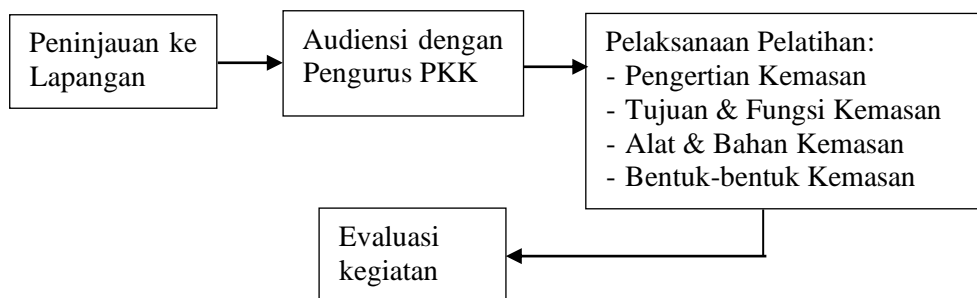 Peninjauan ke
Lapangan
Audiensi dengan
Pengurus PKK
Pelaksanaan Pelatihan:
- Pengertian Kemasan
- Tujuan & Fungsi Kemasan
- Alat & Bahan Kemasan
- Bentuk-bentuk Kemasan
Evaluasi
kegiatan